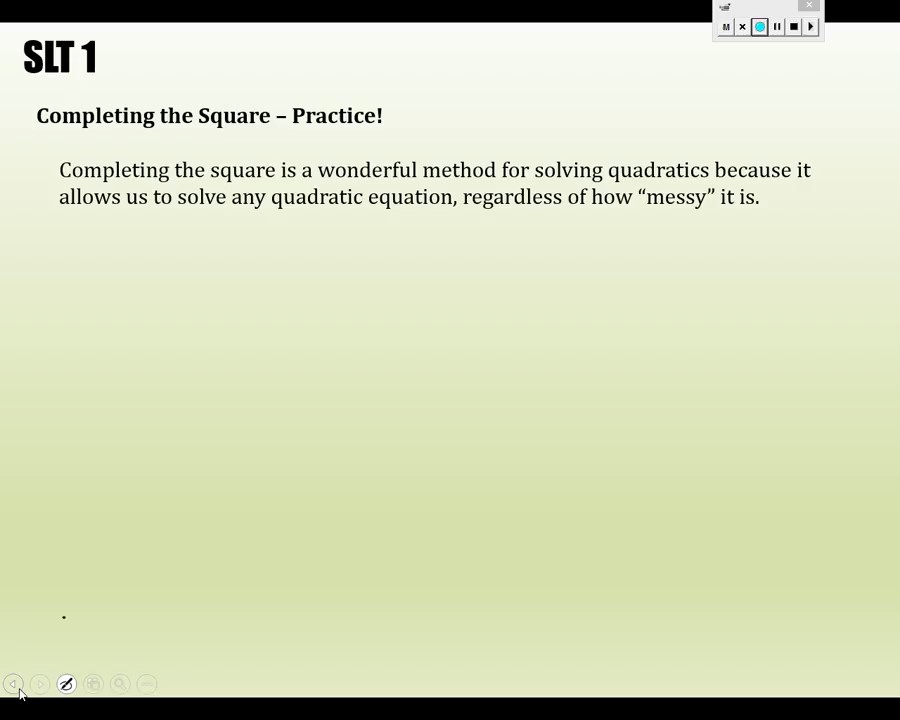 SLT 1
Completing the Square – Practice!
Completing the square is a wonderful method for solving quadratics because it
allows us to solve any quadratic equation, regardless of how “messy” it is.
.
M